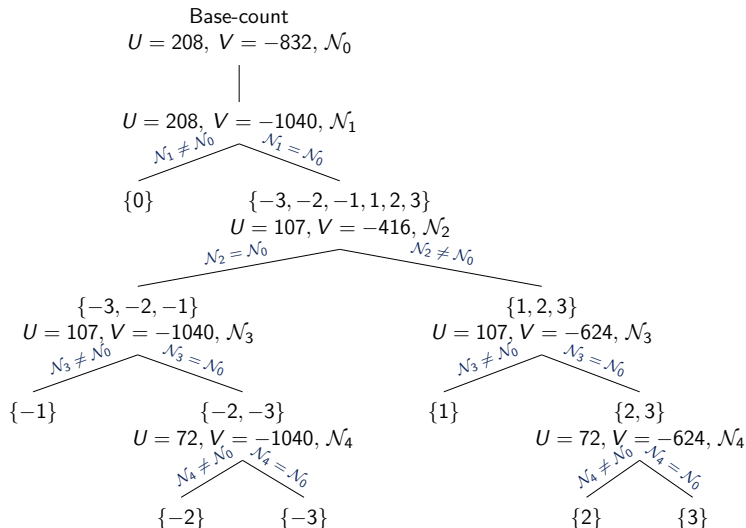 Base-count
U = 208, V = −832, 𝒩₀
U = 208, V = −1040, 𝒩₁
𝒩₁ ≠ 𝒩₀ 𝒩₁ = 𝒩₀
{0} {−3, −2, −1, 1, 2, 3}
U = 107, V = −416, 𝒩₂
𝒩₂ = 𝒩₀ 𝒩₂ ≠ 𝒩₀
{−3, −2, −1} {1, 2, 3}
U = 107, V = −1040, 𝒩₃ U = 107, V = −624, 𝒩₃
𝒩₃ ≠ 𝒩₀ 𝒩₃ = 𝒩₀ 𝒩₃ ≠ 𝒩₀ 𝒩₃ = 𝒩₀
{−1} {−2, −3} {1} {2, 3}
U = 72, V = −1040, 𝒩₄ U = 72, V = −624, 𝒩₄
𝒩₄ ≠ 𝒩₀ 𝒩₄ = 𝒩₀ 𝒩₄ ≠ 𝒩₀ 𝒩₄ = 𝒩₀
{−2} {−3} {2} {3}